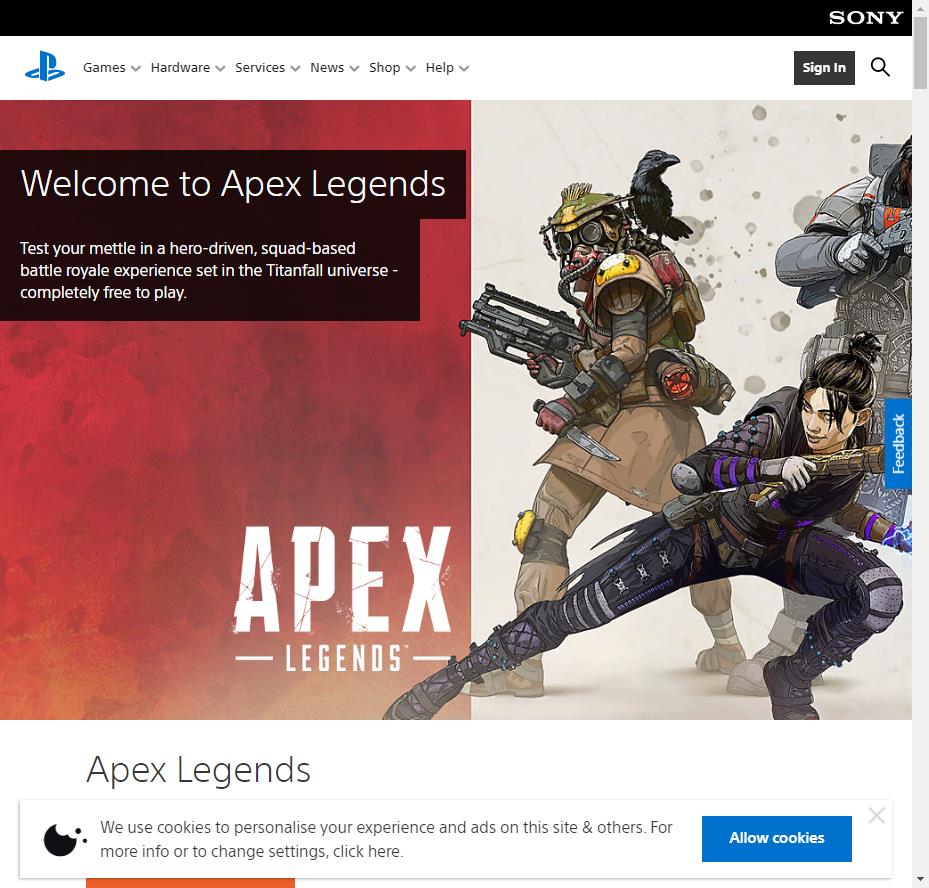 SONY
Games
Hardware
Services
News
Shop
Help
Sign In
Welcome to Apex Legends
Test your mettle in a hero-driven, squad-based
battle royale experience set in the Titanfall universe -
completely free to play.
Feedback
APEX
LEGENDS™
Apex Legends
We use cookies to personalise your experience and ads on this site & others. For
more info or to change settings, click here.
Allow cookies